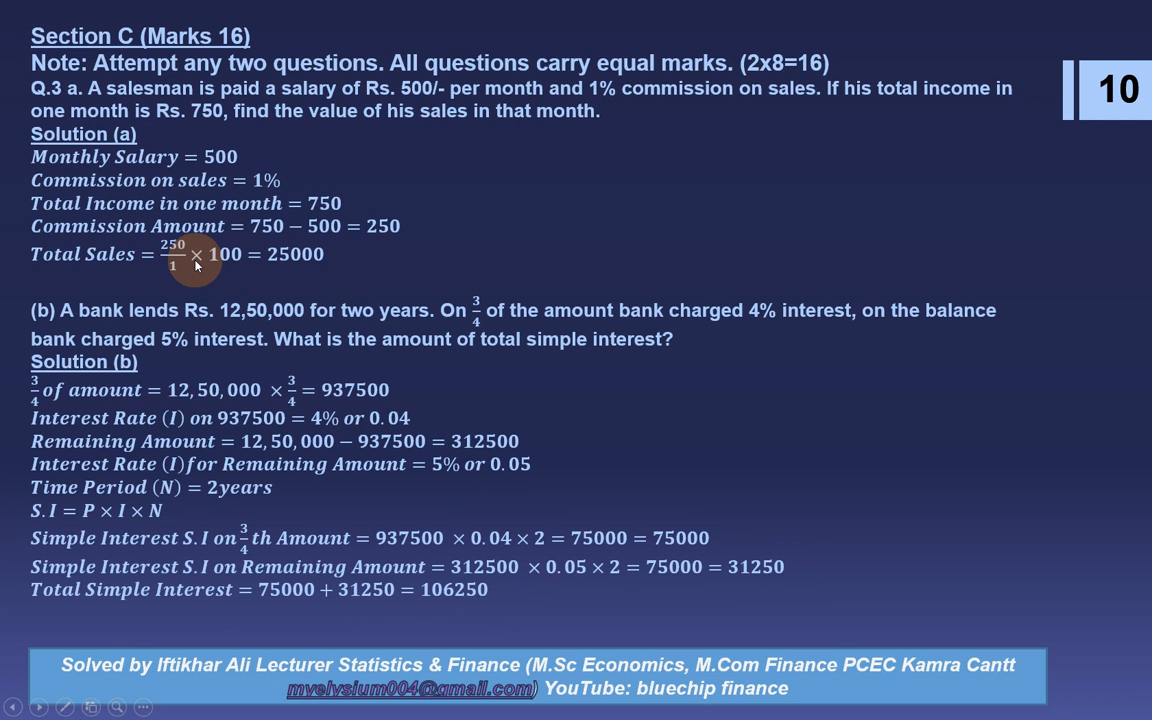 Section C (Marks 16)
Note: Attempt any two questions. All questions carry equal marks. (2x8=16)
10
Q.3 a. A salesman is paid a salary of Rs. 500/- per month and 1% commission on sales. If his total income in
one month is Rs. 750, find the value of his sales in that month.
Solution (a)
Monthly Salary = 500
Commission on sales = 1%
Total Income in one month = 750
Commission Amount = 750 − 500 = 250
Total Sales = 250/1 × 100 = 25000
(b) A bank lends Rs. 12,50,000 for two years. On 3/4 of the amount bank charged 4% interest, on the balance
bank charged 5% interest. What is the amount of total simple interest?
Solution (b)
3/4 of amount = 12,50,000 × 3/4 = 937500
Interest Rate (I) on 937500 = 4% or 0.04
Remaining Amount = 12,50,000 − 937500 = 312500
Interest Rate (I)for Remaining Amount = 5% or 0.05
Time Period (N) = 2years
S.I = P × I × N
Simple Interest S.I on 3/4 th Amount = 937500 × 0.04 × 2 = 75000 = 75000
Simple Interest S.I on Remaining Amount = 312500 × 0.05 × 2 = 75000 = 31250
Total Simple Interest = 75000 + 31250 = 106250
Solved by Iftikhar Ali Lecturer Statistics & Finance (M.Sc Economics, M.Com Finance PCEC Kamra Cantt
myelysium004@gmail.com) YouTube: bluechip finance